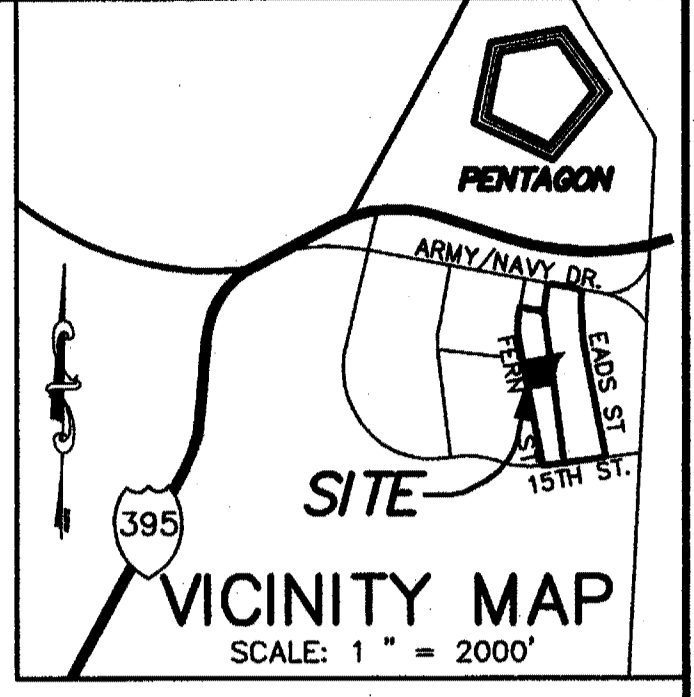 PENTAGON
ARMY/NAVY DR.
FERN ST
EADS ST
15TH ST.
SITE
395
VICINITY MAP
SCALE: 1 " = 2000'